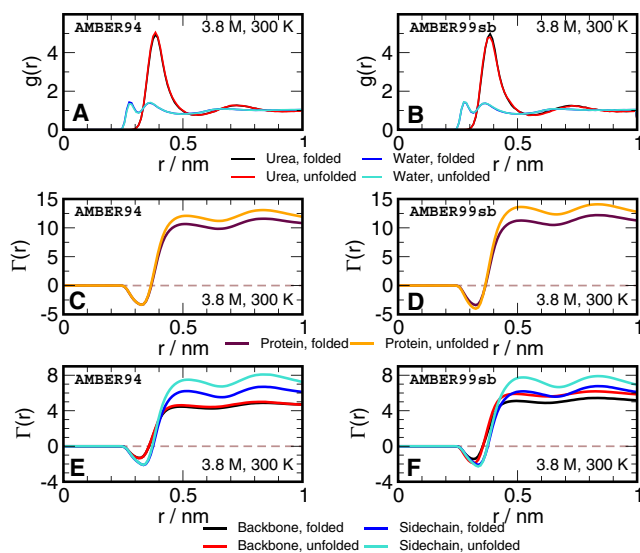 AMBER94 3.8 M, 300 K
AMBER99sb 3.8 M, 300 K
g(r)
4
2
0
A
B
0 0.5 1
0 0.5 1
r / nm
r / nm
Urea, folded Water, folded
Urea, unfolded Water, unfolded
AMBER94
AMBER99sb
Γ(r)
15
10
5
0
-5
C 3.8 M, 300 K
D 3.8 M, 300 K
0 0.5 1
0 0.5 1
r / nm
r / nm
Protein, folded Protein, unfolded
AMBER94
AMBER99sb
Γ(r)
8
4
0
-4
E 3.8 M, 300 K
F 3.8 M, 300 K
0 0.5 1
0 0.5 1
r / nm
r / nm
Backbone, folded Sidechain, folded
Backbone, unfolded Sidechain, unfolded